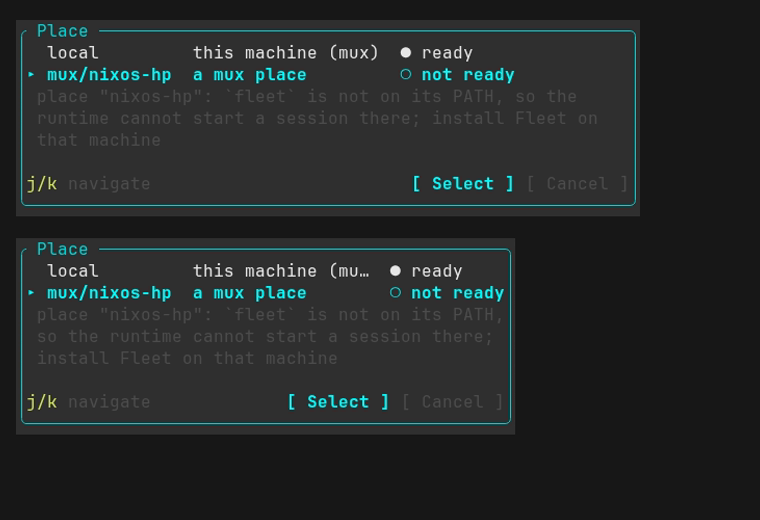 Place
local this machine (mux) ● ready
▸ mux/nixos-hp a mux place ○ not ready
place "nixos-hp": `fleet` is not on its PATH, so the
runtime cannot start a session there; install Fleet on
that machine
j/k navigate [ Select ] [ Cancel ]
Place
local this machine (mu… ● ready
▸ mux/nixos-hp a mux place ○ not ready
place "nixos-hp": `fleet` is not on its PATH,
so the runtime cannot start a session there;
install Fleet on that machine
j/k navigate [ Select ] [ Cancel ]